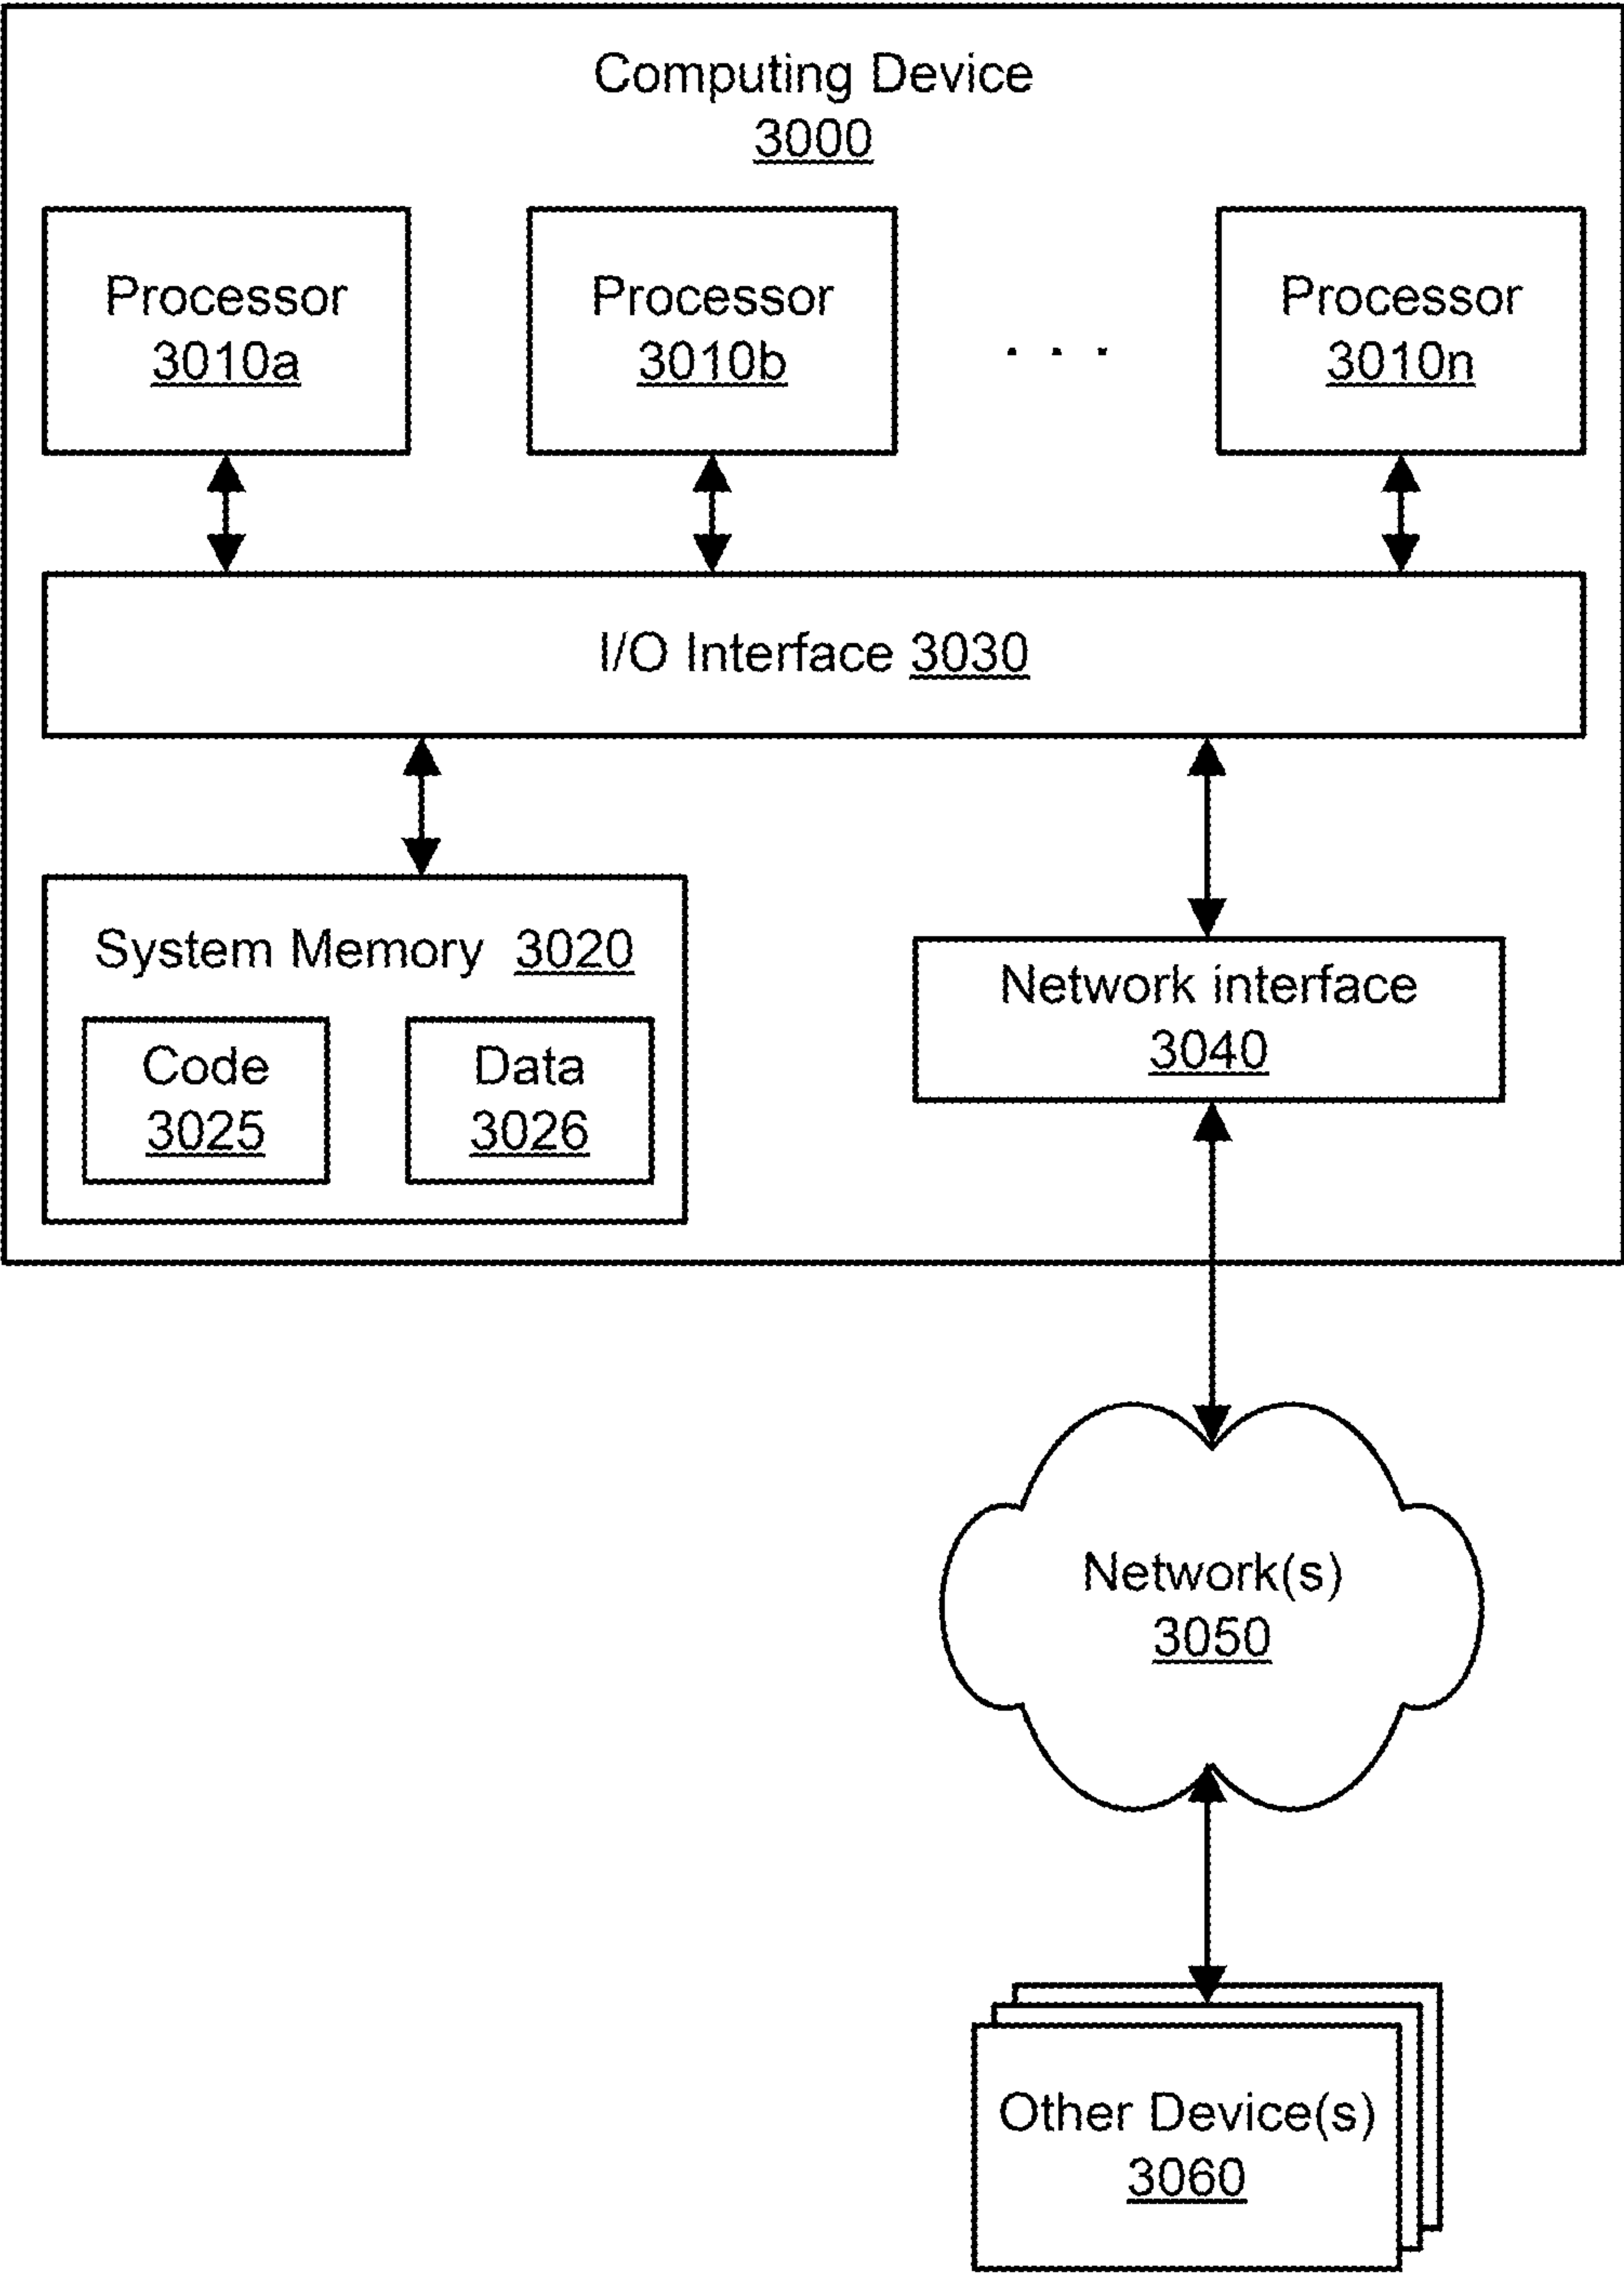 Computing Device
3000
Processor
3010a
Processor
3010b
. . .
Processor
3010n
I/O Interface 3030
System Memory 3020
Code
3025
Data
3026
Network interface
3040
Network(s)
3050
Other Device(s)
3060